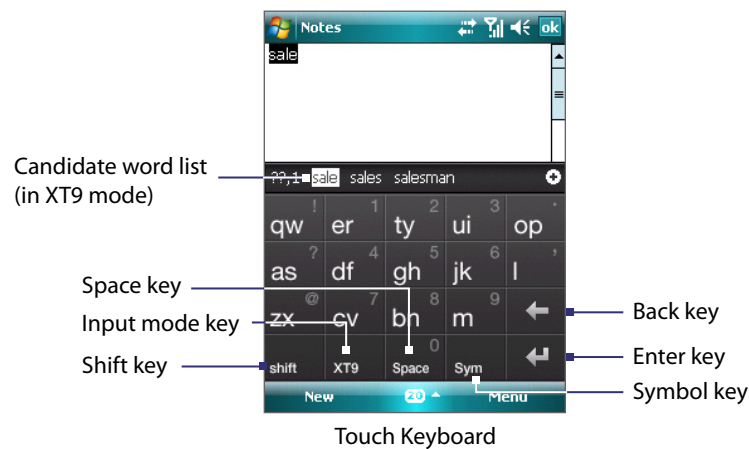 Notes
ok
sale
Candidate word list
(in XT9 mode)
??,1 sale sales salesman
! 1 2 3 .
qw er ty ui op
? 4 5 6 ,
as df gh jk l
@ 7 8 9
zx cv bn m
0
shift XT9 Space Sym
New 20 Menu
Space key
Input mode key
Shift key
Back key
Enter key
Symbol key
Touch Keyboard